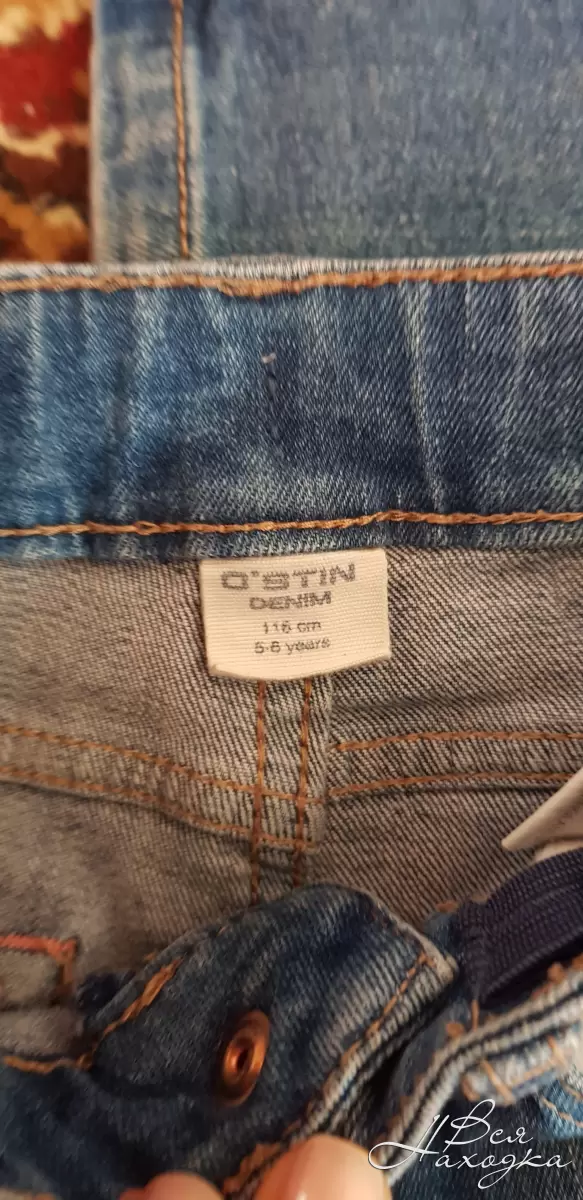 O'STIN
DENIM
116 cm
5-6 years
Вся
Находка